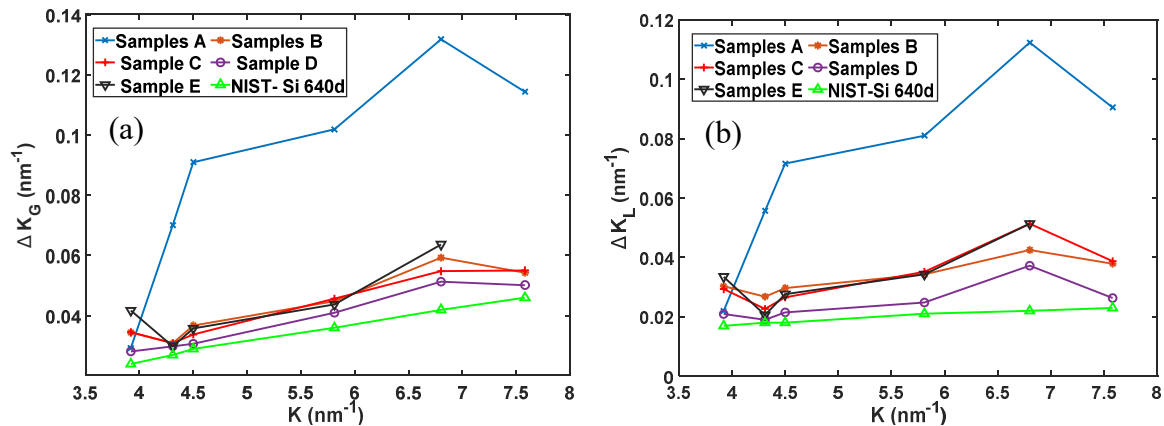 (a)
Samples A
Samples B
Sample C
Sample D
Sample E
NIST- Si 640d
Δ K_G (nm⁻¹)
0.14
0.12
0.1
0.08
0.06
0.04
3.5 4 4.5 5 5.5 6 6.5 7 7.5 8
K (nm⁻¹)
(b)
Samples A
Samples B
Samples C
Samples D
Samples E
NIST-Si 640d
Δ K_L (nm⁻¹)
0.12
0.1
0.08
0.06
0.04
0.02
0
3.5 4 4.5 5 5.5 6 6.5 7 7.5 8
K (nm⁻¹)